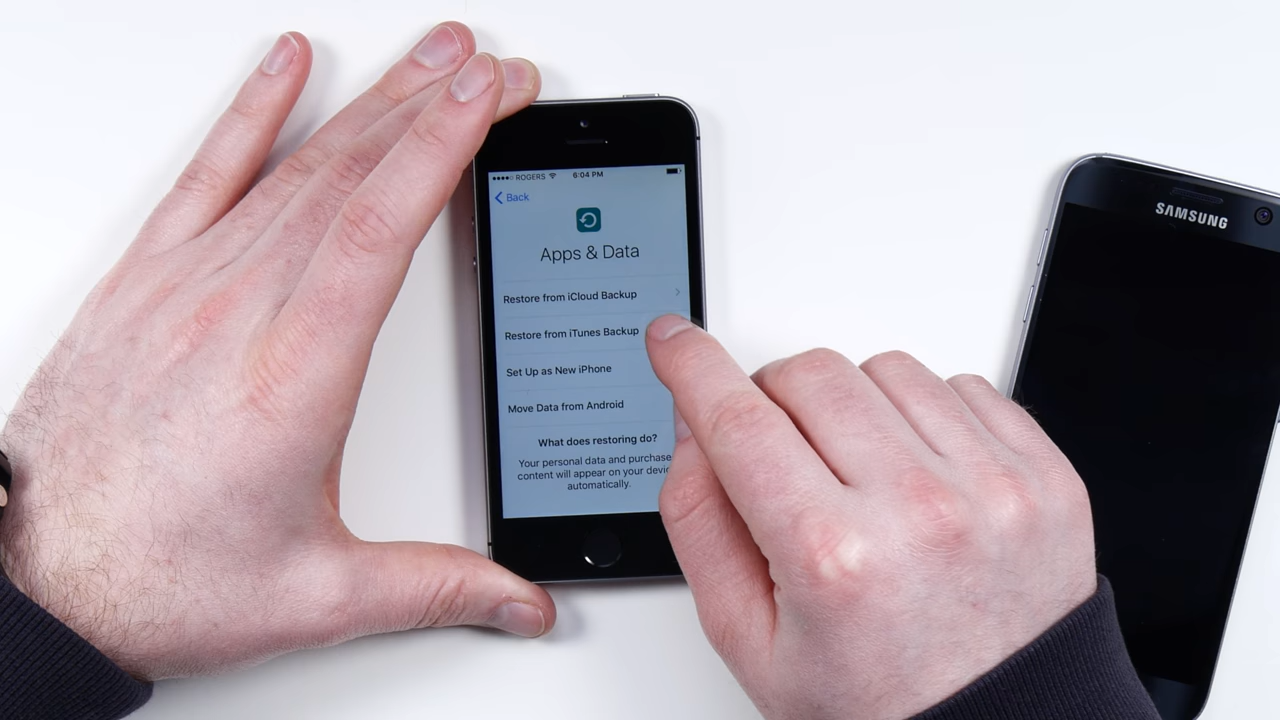 ROGERS 6:04 PM
Back
Apps & Data
Restore from iCloud Backup
Restore from iTunes Backup
Set Up as New iPhone
Move Data from Android
What does restoring do?
Your personal data and purchase
content will appear on your devic
automatically.
SAMSUNG